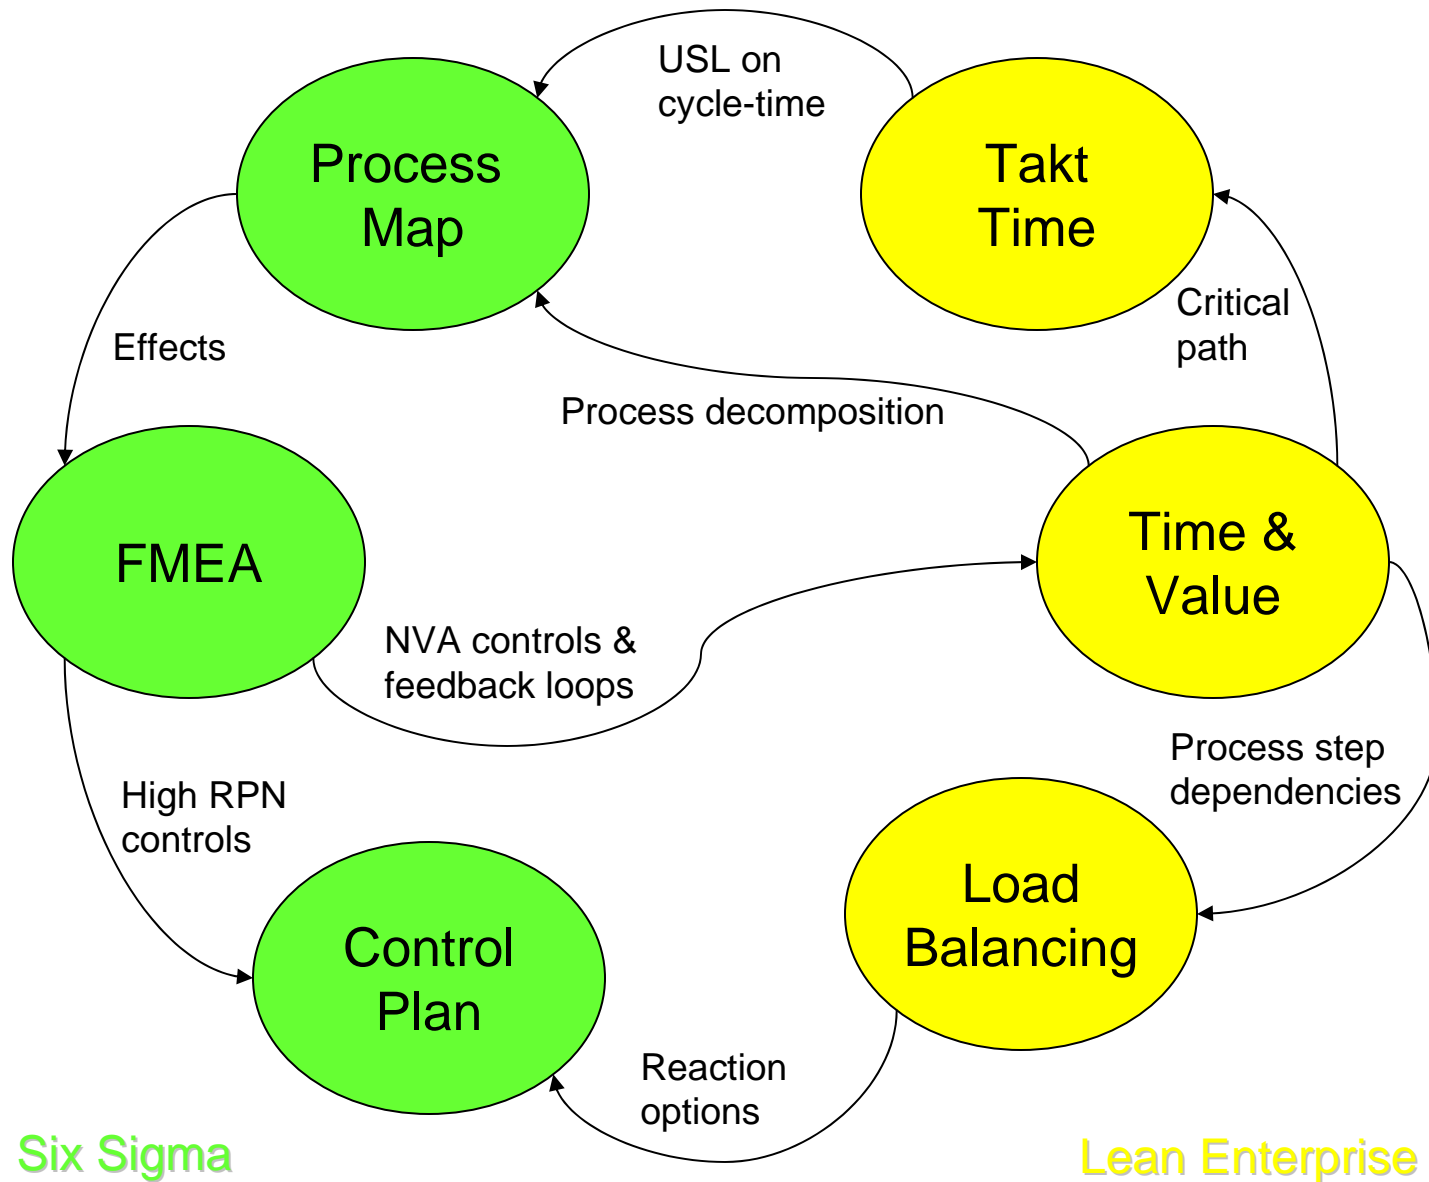 USL on
cycle-time
Process
Map
Takt
Time
Critical
path
Effects
Process decomposition
FMEA
Time &
Value
NVA controls &
feedback loops
Process step
dependencies
High RPN
controls
Load
Balancing
Control
Plan
Reaction
options
Six Sigma
Lean Enterprise